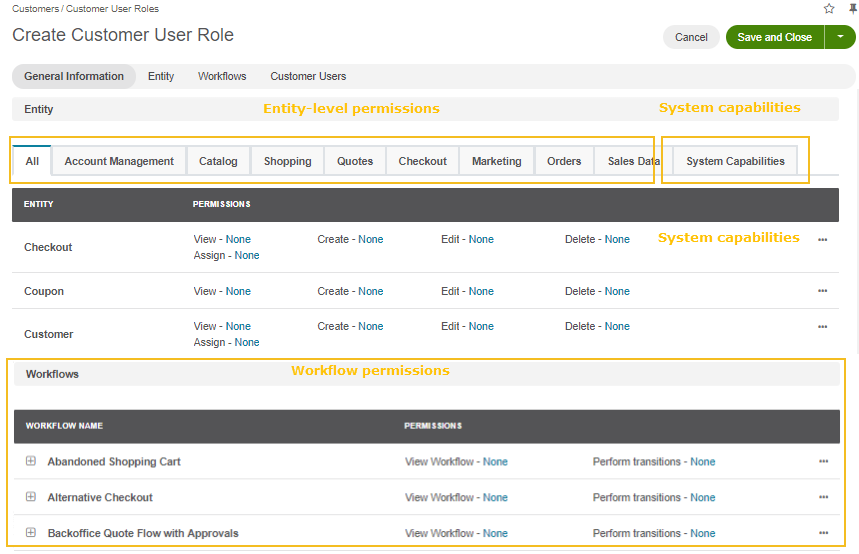 Customers / Customer User Roles
Create Customer User Role
Cancel
Save and Close
General Information Entity Workflows Customer Users
Entity Entity-level permissions System capabilities
All Account Management Catalog Shopping Quotes Checkout Marketing Orders Sales Data System Capabilities
ENTITY PERMISSIONS
Checkout View - None Create - None Edit - None Delete - None System capabilities ...
Assign - None
Coupon View - None Create - None Edit - None Delete - None ...
Customer View - None Create - None Edit - None Delete - None ...
Assign - None
Workflows Workflow permissions
WORKFLOW NAME PERMISSIONS
Abandoned Shopping Cart View Workflow - None Perform transitions - None ...
Alternative Checkout View Workflow - None Perform transitions - None ...
Backoffice Quote Flow with Approvals View Workflow - None Perform transitions - None ...